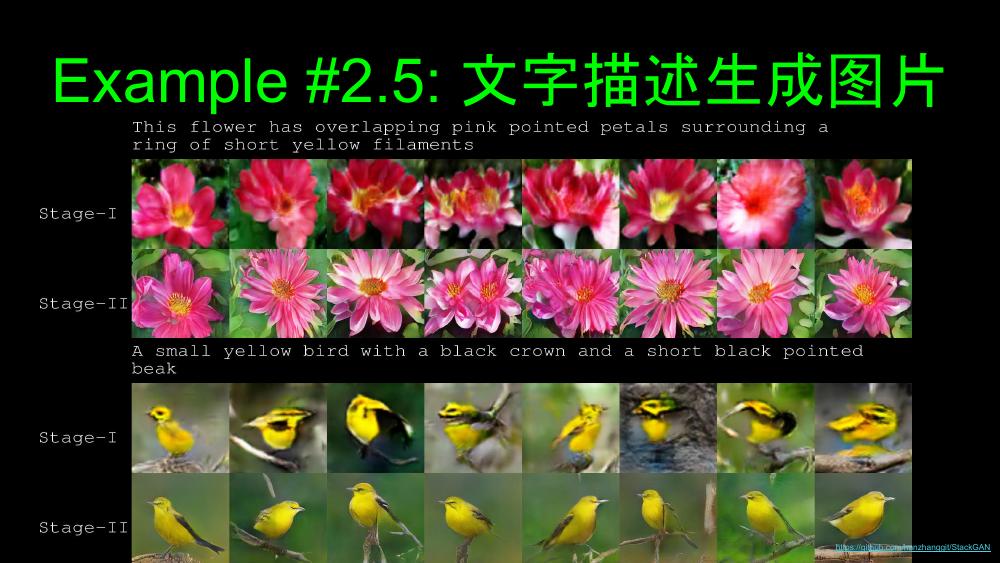 Example #2.5: 文字描述生成图片
This flower has overlapping pink pointed petals surrounding a
ring of short yellow filaments
Stage-I
Stage-II
A small yellow bird with a black crown and a short black pointed
beak
Stage-I
Stage-II
https://github.com/hanzhanggit/StackGAN